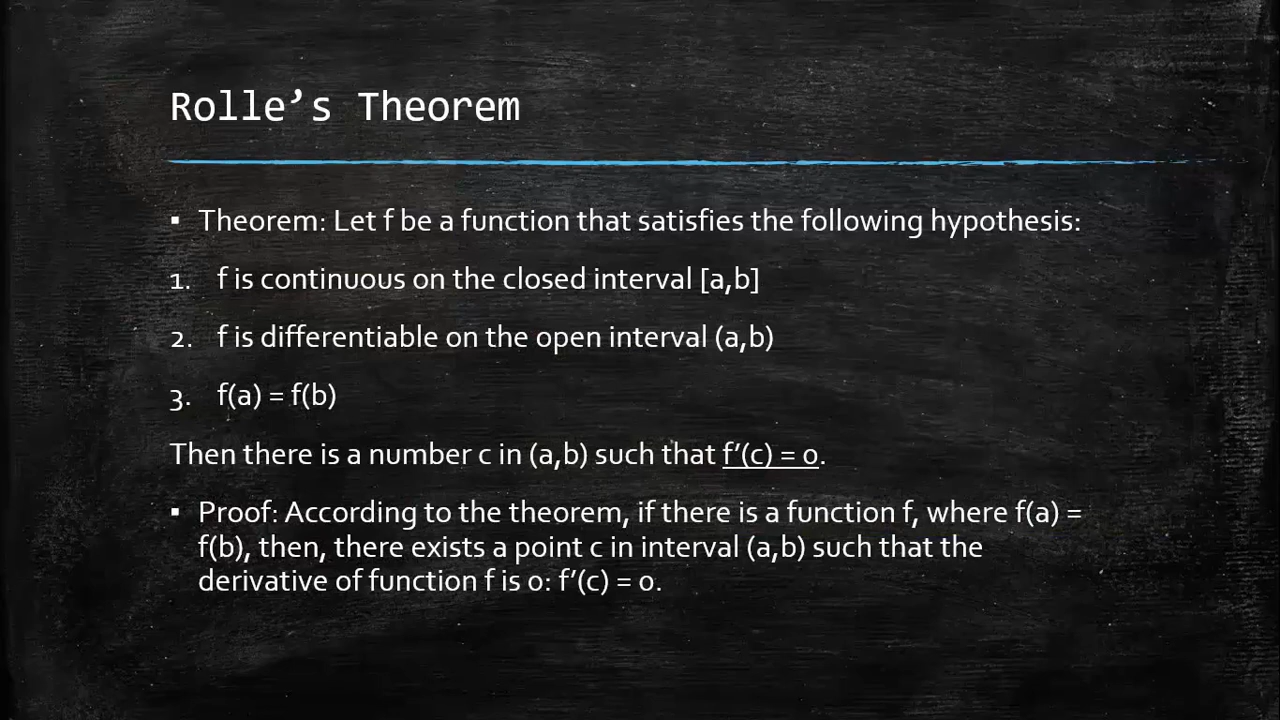 Rolle’s Theorem
▪ Theorem: Let f be a function that satisfies the following hypothesis:
1. f is continuous on the closed interval [a,b]
2. f is differentiable on the open interval (a,b)
3. f(a) = f(b)
Then there is a number c in (a,b) such that f’(c) = 0.
▪ Proof: According to the theorem, if there is a function f, where f(a) =
f(b), then, there exists a point c in interval (a,b) such that the
derivative of function f is 0: f’(c) = 0.